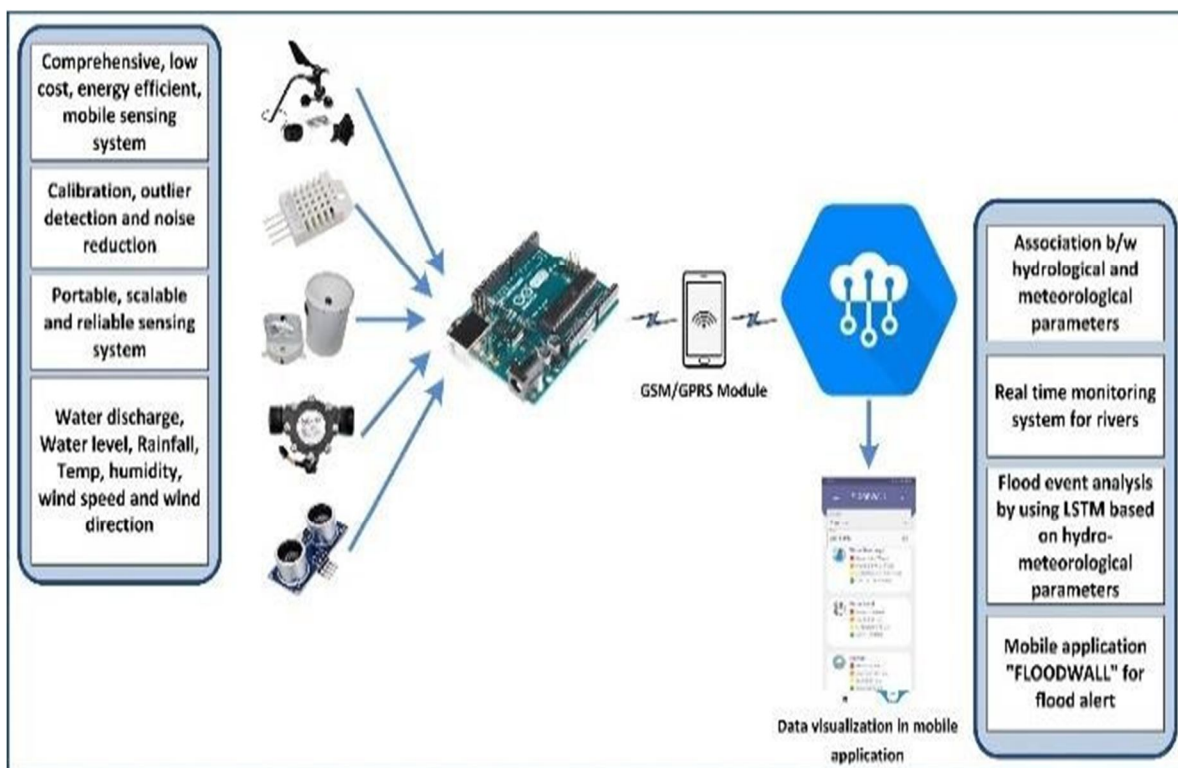 Comprehensive, low
cost, energy efficient,
mobile sensing
system
Calibration, outlier
detection and noise
reduction
Portable, scalable
and reliable sensing
system
Water discharge,
Water level, Rainfall,
Temp, humidity,
wind speed and wind
direction
GSM/GPRS Module
Data visualization in mobile
application
Association b/w
hydrological and
meteorological
parameters
Real time monitoring
system for rivers
Flood event analysis
by using LSTM based
on hydro-
meteorological
parameters
Mobile application
"FLOODWALL" for
flood alert